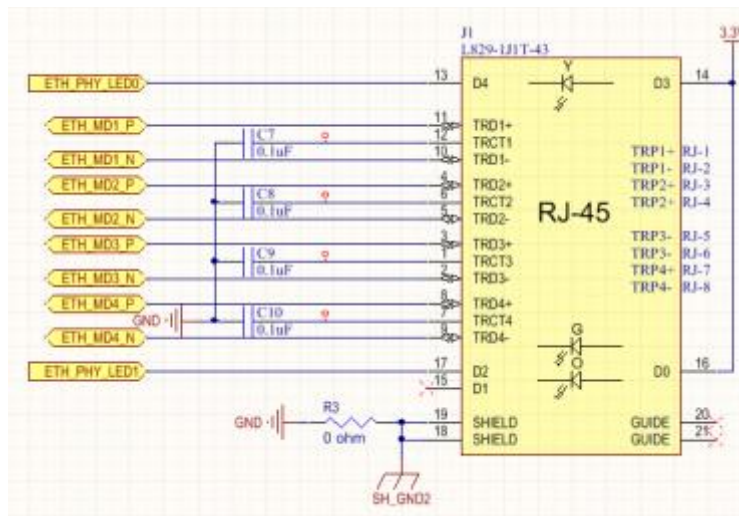 J1
L829-1J1T-43
3.3V
ETH_PHY_LED0
13
D4
Y
D3
14
ETH_MD1_P
11
TRD1+
C7
12
TRCT1
ETH_MD1_N
0.1uF
10
TRD1-
TRP1+ RJ-1
TRP1- RJ-2
ETH_MD2_P
4
TRD2+
TRP2+ RJ-3
C8
6
TRCT2
TRP2+ RJ-4
ETH_MD2_N
0.1uF
5
TRD2-
RJ-45
ETH_MD3_P
3
TRD3+
TRP3- RJ-5
C9
1
TRCT3
TRP3- RJ-6
ETH_MD3_N
0.1uF
2
TRD3-
TRP4+ RJ-7
TRP4- RJ-8
ETH_MD4_P
8
TRD4+
GND
C10
7
TRCT4
ETH_MD4_N
0.1uF
9
TRD4-
G
ETH_PHY_LED1
17
D2
O
D0
16
15
D1
R3
GND
0 ohm
19
SHIELD
GUIDE
20
18
SHIELD
GUIDE
21
SH_GND2